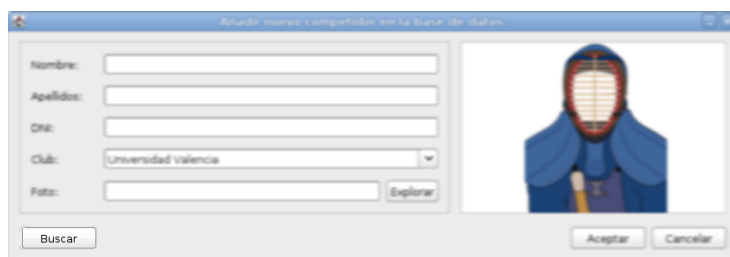 Añade nuevo competidor en la base de datos
Nombre:
Apellidos:
DNI:
Club: Universidad Valencia
Foto: Explorar
Buscar Aceptar Cancelar